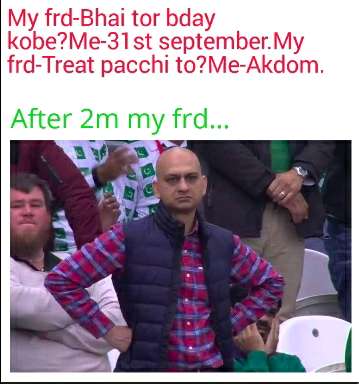 My frd-Bhai tor bday
kobe?Me-31st september.My
frd-Treat pacchi to?Me-Akdom.
After 2m my frd...